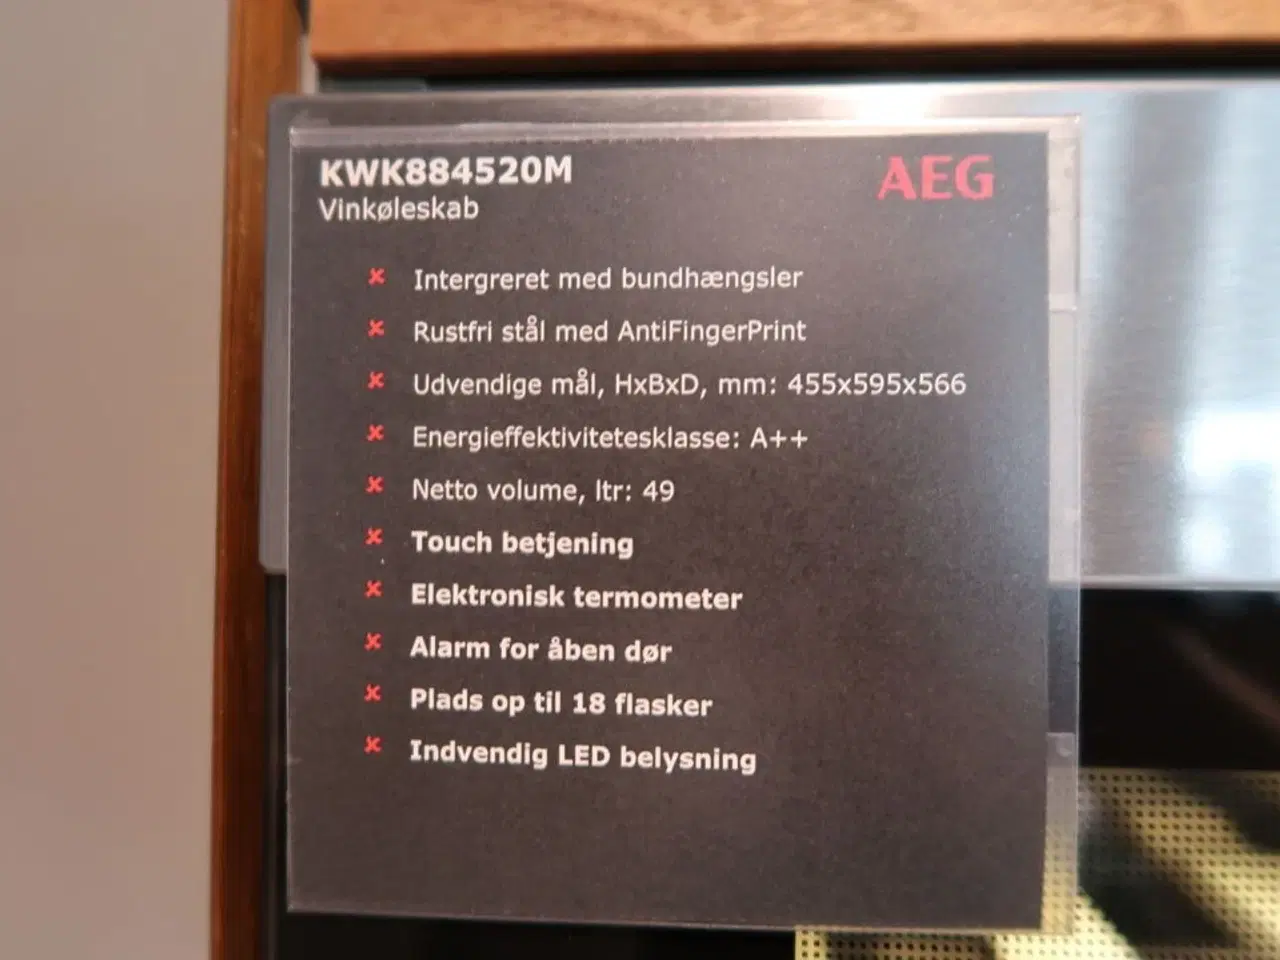 KWK884520M
AEG
Vinkøleskab
Intergreret med bundhængsler
Rustfri stål med AntiFingerPrint
Udvendige mål, HxBxD, mm: 455x595x566
Energieffektivitetesklasse: A++
Netto volume, ltr: 49
Touch betjening
Elektronisk termometer
Alarm for åben dør
Plads op til 18 flasker
Indvendig LED belysning